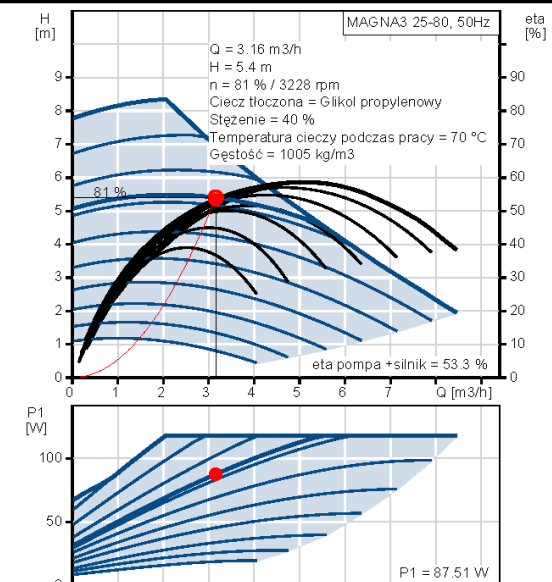 H
[m]
MAGNA3 25-80, 50Hz
eta
[%]
Q = 3.16 m3/h
H = 5.4 m
n = 81 % / 3228 rpm
Ciecz tłoczona = Glikol propylenowy
Stężenie = 40 %
Temperatura cieczy podczas pracy = 70 °C
Gęstość = 1005 kg/m3
9
8
7
6
5
4
3
2
1
0
81 %
90
80
70
60
50
40
30
20
10
0
eta pompa +silnik = 53.3 %
0
1
2
3
4
5
6
7
Q [m3/h]
P1
[W]
100
50
0
P1 = 87.51 W